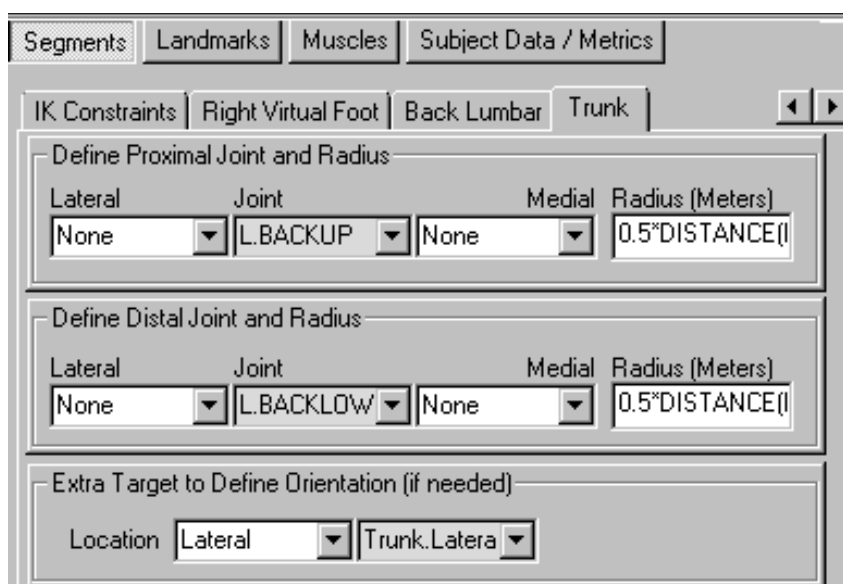 Segments Landmarks Muscles Subject Data / Metrics
IK Constraints Right Virtual Foot Back Lumbar Trunk
Define Proximal Joint and Radius
Lateral Joint Medial Radius (Meters)
None L.BACKUP None 0.5*DISTANCE(
Define Distal Joint and Radius
Lateral Joint Medial Radius (Meters)
None L.BACKLOW None 0.5*DISTANCE(
Extra Target to Define Orientation (if needed)
Location Lateral Trunk.Latera